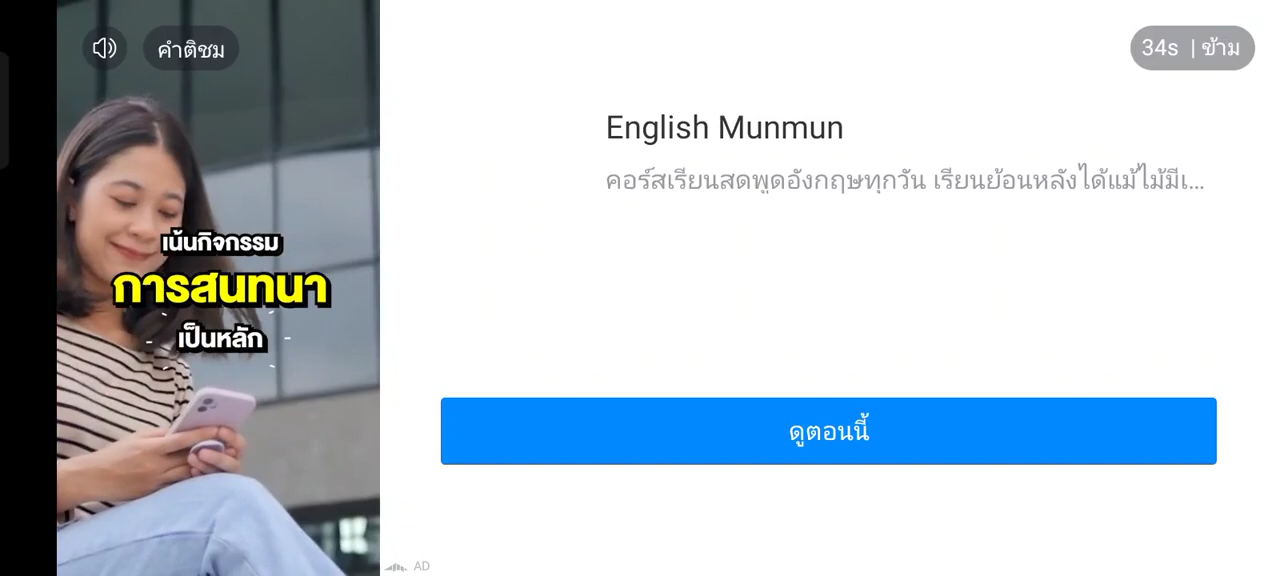 คำติชม
34s | ข้าม
เน้นกิจกรรม
การสนทนา
เป็นหลัก
English Munmun
คอร์สเรียนสดพูดอังกฤษทุกวัน เรียนย้อนหลังได้แม้ไม่มีเ...
ดูตอนนี้
AD